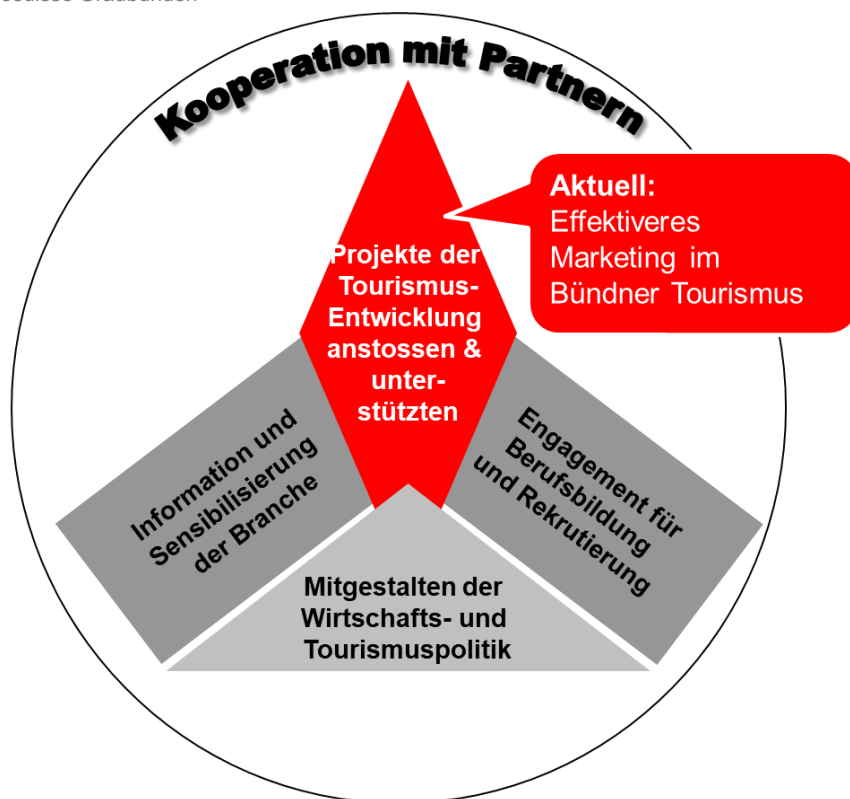 Graubünden
Kooperation mit Partnern
Aktuell:
Effektiveres
Marketing im
Bündner Tourismus
Projekte der
Tourismus-
Entwicklung
anstossen &
unter-
stützten
Information und
Sensibilisierung
der Branche
Engagement für
Berufsbildung
und Rekrutierung
Mitgestalten der
Wirtschafts- und
Tourismuspolitik